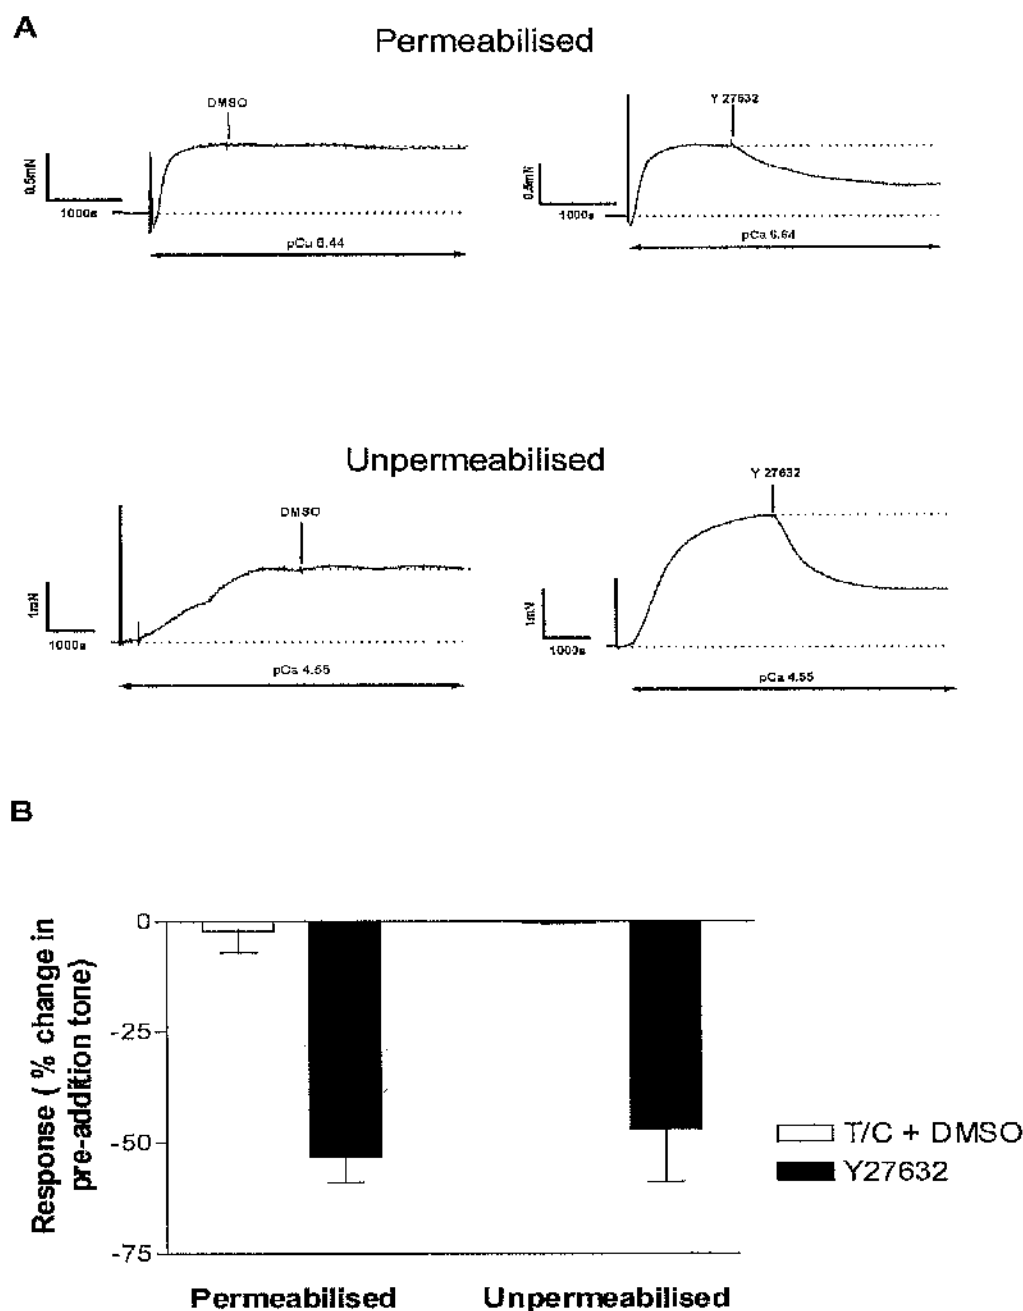 A
Permeabilised
DMSO
Y 27632
0.5mN
1000s
0.5mN
1000s
pCa 6.44
pCa 6.64
Unpermeabilised
DMSO
Y 27632
1mN
1000s
1mN
1000s
pCa 4.55
pCa 4.55
B
Response ( % change in
pre-addition tone)
0
-25
-50
-75
T/C + DMSO
Y27632
Permeabilised
Unpermeabilised